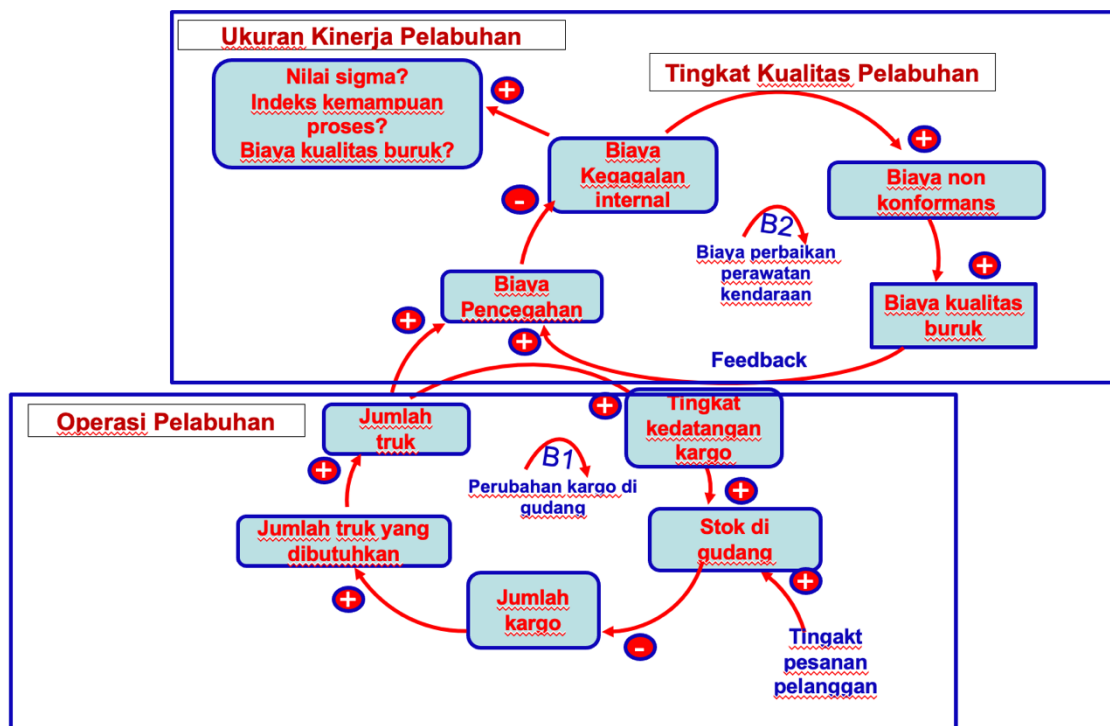 Ukuran Kinerja Pelabuhan
Nilai sigma?
Indeks kemampuan
proses?
Biaya kualitas buruk?
+
Tingkat Kualitas Pelabuhan
Biaya
Kegagalan
internal
+
Biaya non
konformans
-
B2
Biaya perbaikan
perawatan
kendaraan
+
Biaya
Pencegahan
Biaya kualitas
buruk
+
+
Feedback
Operasi Pelabuhan
Jumlah
truk
+
Tingkat
kedatangan
kargo
+
B1
Perubahan kargo di
gudang
+
Jumlah truk yang
dibutuhkan
Stok di
gudang
+
Jumlah
kargo
+
-
Tingakt
pesanan
pelanggan